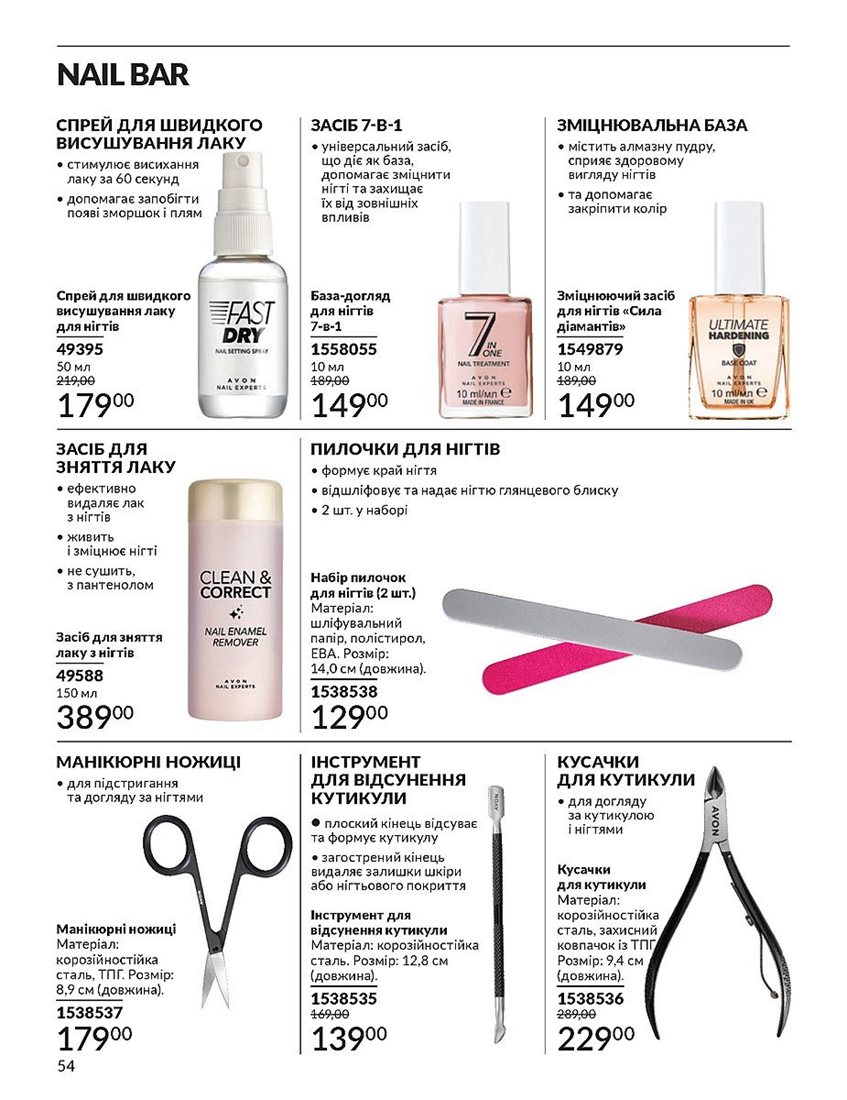 NAIL BAR
СПРЕЙ ДЛЯ ШВИДКОГО
ВИСУШУВАННЯ ЛАКУ
• стимулює висихання
лаку за 60 секунд
• допомагає запобігти
появі зморшок і плям
Спрей для швидкого
висушування лаку
для нігтів
49395
50 мл
219,00
179 00
FAST
DRY
NAIL SETTING SPRAY
AVON
NAIL EXPERTS
ЗАСІБ 7-В-1
• універсальний засіб,
що діє як база,
допомагає зміцнити
нігті та захищає
їх від зовнішніх
впливів
База-догляд
для нігтів
7-в-1
1558055
10 мл
189,00
149 00
7 IN
ONE
NAIL TREATMENT
AVON
NAIL EXPERTS
10 ml/мл ℮
MADE IN FRANCE
ЗМІЦНЮВАЛЬНА БАЗА
• містить алмазну пудру,
сприяє здоровому
вигляду нігтів
• та допомагає
закріпити колір
Зміцнюючий засіб
для нігтів «Сила
діамантів»
1549879
10 мл
189,00
149 00
ULTIMATE
HARDENING
BASE COAT
AVON
NAIL EXPERTS
10 ml/мл ℮
MADE IN UK
ЗАСІБ ДЛЯ
ЗНЯТТЯ ЛАКУ
• ефективно
видаляє лак
з нігтів
• живить
і зміцнює нігті
• не сушить,
з пантенолом
Засіб для зняття
лаку з нігтів
49588
150 мл
389 00
CLEAN &
CORRECT
NAIL ENAMEL
REMOVER
AVON
NAIL EXPERTS
ПИЛОЧКИ ДЛЯ НІГТІВ
• формує край нігтя
• відшліфовує та надає нігтю глянцевого блиску
• 2 шт. у наборі
Набір пилочок
для нігтів (2 шт.)
Матеріал:
шліфувальний
папір, полістирол,
ЕВА. Розмір:
14,0 см (довжина).
1538538
129 00
МАНІКЮРНІ НОЖИЦІ
• для підстригання
та догляду за нігтями
Манікюрні ножиці
Матеріал:
корозійностійка
сталь, ТПГ. Розмір:
8,9 см (довжина).
1538537
179 00
AVON
ІНСТРУМЕНТ
ДЛЯ ВІДСУНЕННЯ
КУТИКУЛИ
● плоский кінець відсуває
та формує кутикулу
• загострений кінець
видаляє залишки шкіри
або нігтьового покриття
Інструмент для
відсунення кутикули
Матеріал: корозійностійка
сталь. Розмір: 12,8 см
(довжина).
1538535
169,00
139 00
AVON
КУСАЧКИ
ДЛЯ КУТИКУЛИ
• для догляду
за кутикулою
і нігтями
Кусачки
для кутикули
Матеріал:
корозійностійка
сталь, захисний
ковпачок із ТПГ.
Розмір: 9,4 см
(довжина).
1538536
289,00
229 00
AVON
54